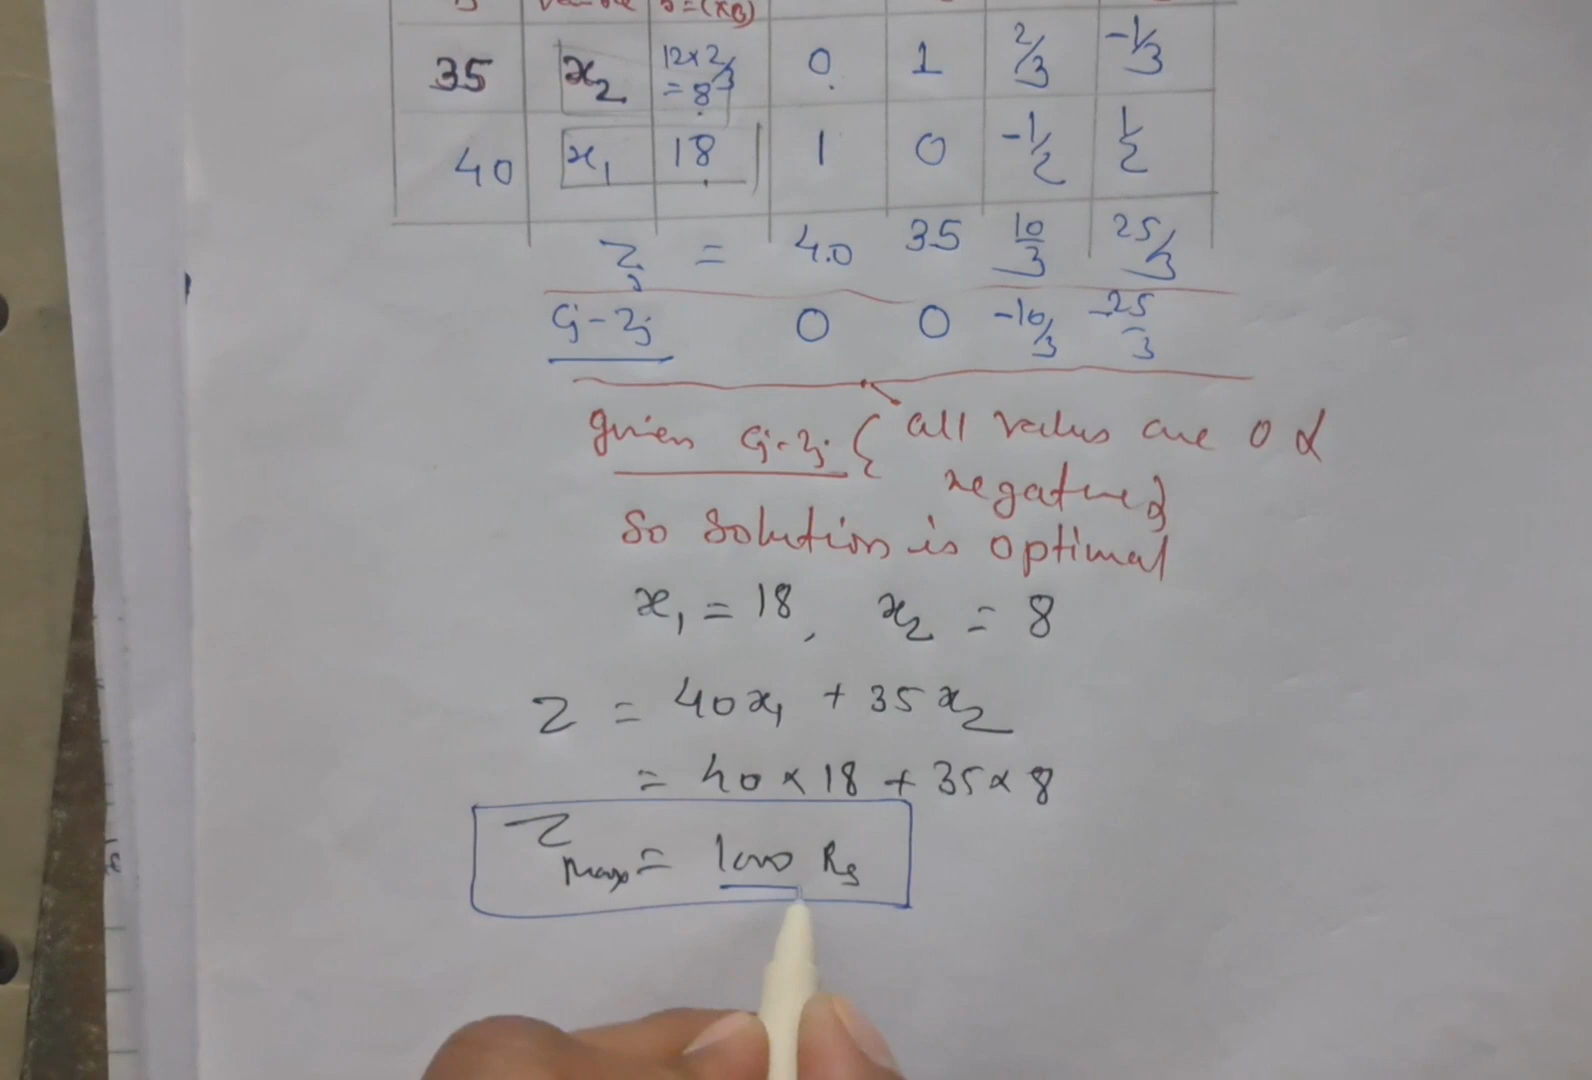 35 x₂ 12×2/3 = 8 0 1 2/3 -1/3
40 x₁ 18 1 0 -1/2 1/2
Zj = 40 35 10/3 25/3
Cj-Zj 0 0 -10/3 -25/3
given Cj-Zj { all values are 0 &
negative }
So Solution is optimal
x₁ = 18, x₂ = 8
Z = 40x₁ + 35x₂
= 40×18 + 35×8
Z Max = 1000 Rs